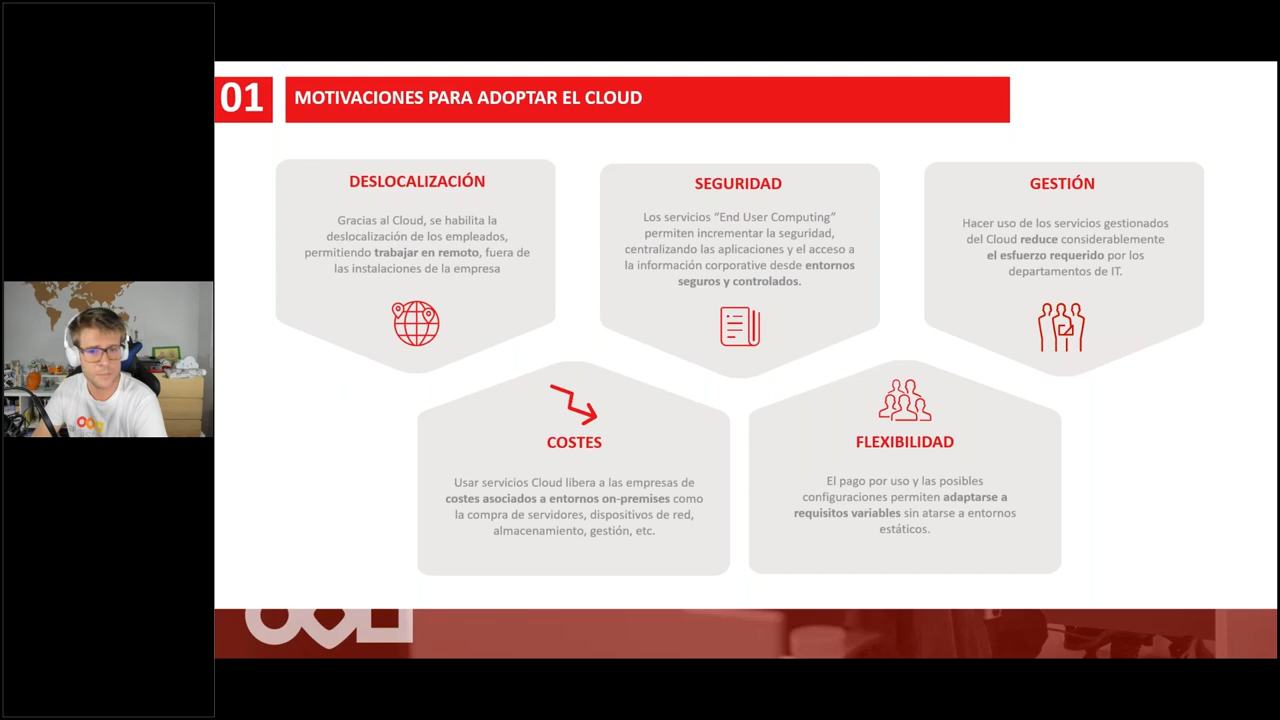 01
MOTIVACIONES PARA ADOPTAR EL CLOUD
DESLOCALIZACIÓN
Gracias al Cloud, se habilita la
deslocalización de los empleados,
permitiendo trabajar en remoto, fuera de
las instalaciones de la empresa
SEGURIDAD
Los servicios “End User Computing”
permiten incrementar la seguridad,
centralizando las aplicaciones y el acceso a
la información corporative desde entornos
seguros y controlados.
GESTIÓN
Hacer uso de los servicios gestionados
del Cloud reduce considerablemente
el esfuerzo requerido por los
departamentos de IT.
COSTES
Usar servicios Cloud libera a las empresas de
costes asociados a entornos on-premises como
la compra de servidores, dispositivos de red,
almacenamiento, gestión, etc.
FLEXIBILIDAD
El pago por uso y las posibles
configuraciones permiten adaptarse a
requisitos variables sin atarse a entornos
estáticos.